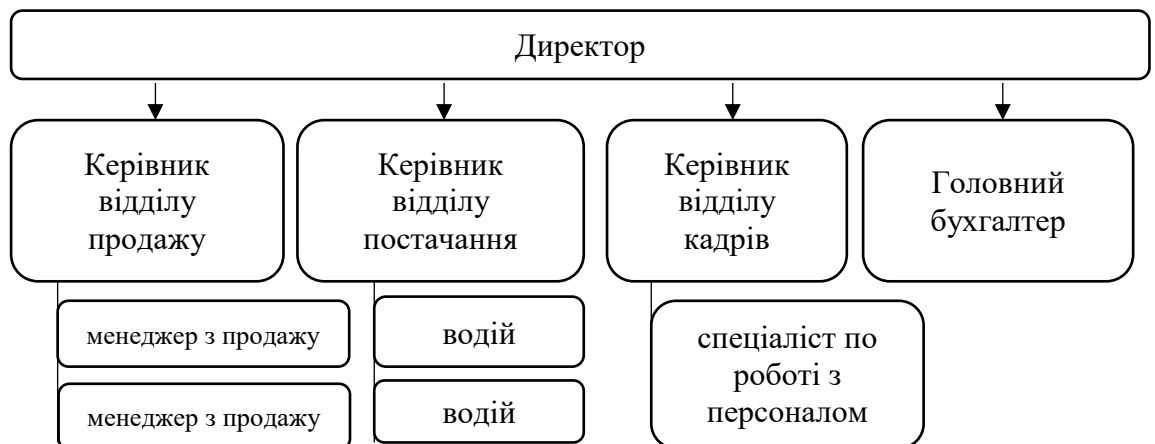 Директор
Керівник
відділу
продажу
Керівник
відділу
постачання
Керівник
відділу
кадрів
Головний
бухгалтер
менеджер з продажу
менеджер з продажу
водій
водій
спеціаліст по
роботі з
персоналом